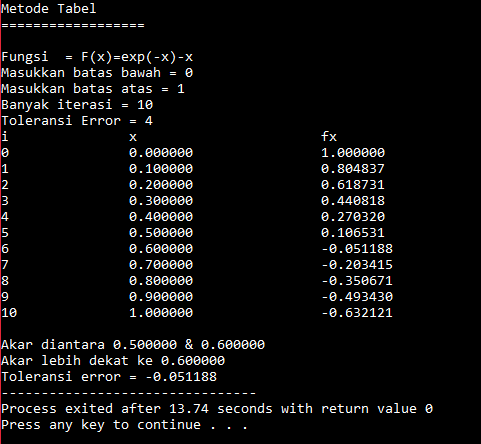 Metode Tabel
==================
Fungsi  = F(x)=exp(-x)-x
Masukkan batas bawah = 0
Masukkan batas atas = 1
Banyak iterasi = 10
Toleransi Error = 4
i               x                       fx
0               0.000000                1.000000
1               0.100000                0.804837
2               0.200000                0.618731
3               0.300000                0.440818
4               0.400000                0.270320
5               0.500000                0.106531
6               0.600000                -0.051188
7               0.700000                -0.203415
8               0.800000                -0.350671
9               0.900000                -0.493430
10              1.000000                -0.632121
Akar diantara 0.500000 & 0.600000
Akar lebih dekat ke 0.600000
Toleransi error = -0.051188
--------------------------------
Process exited after 13.74 seconds with return value 0
Press any key to continue . . .